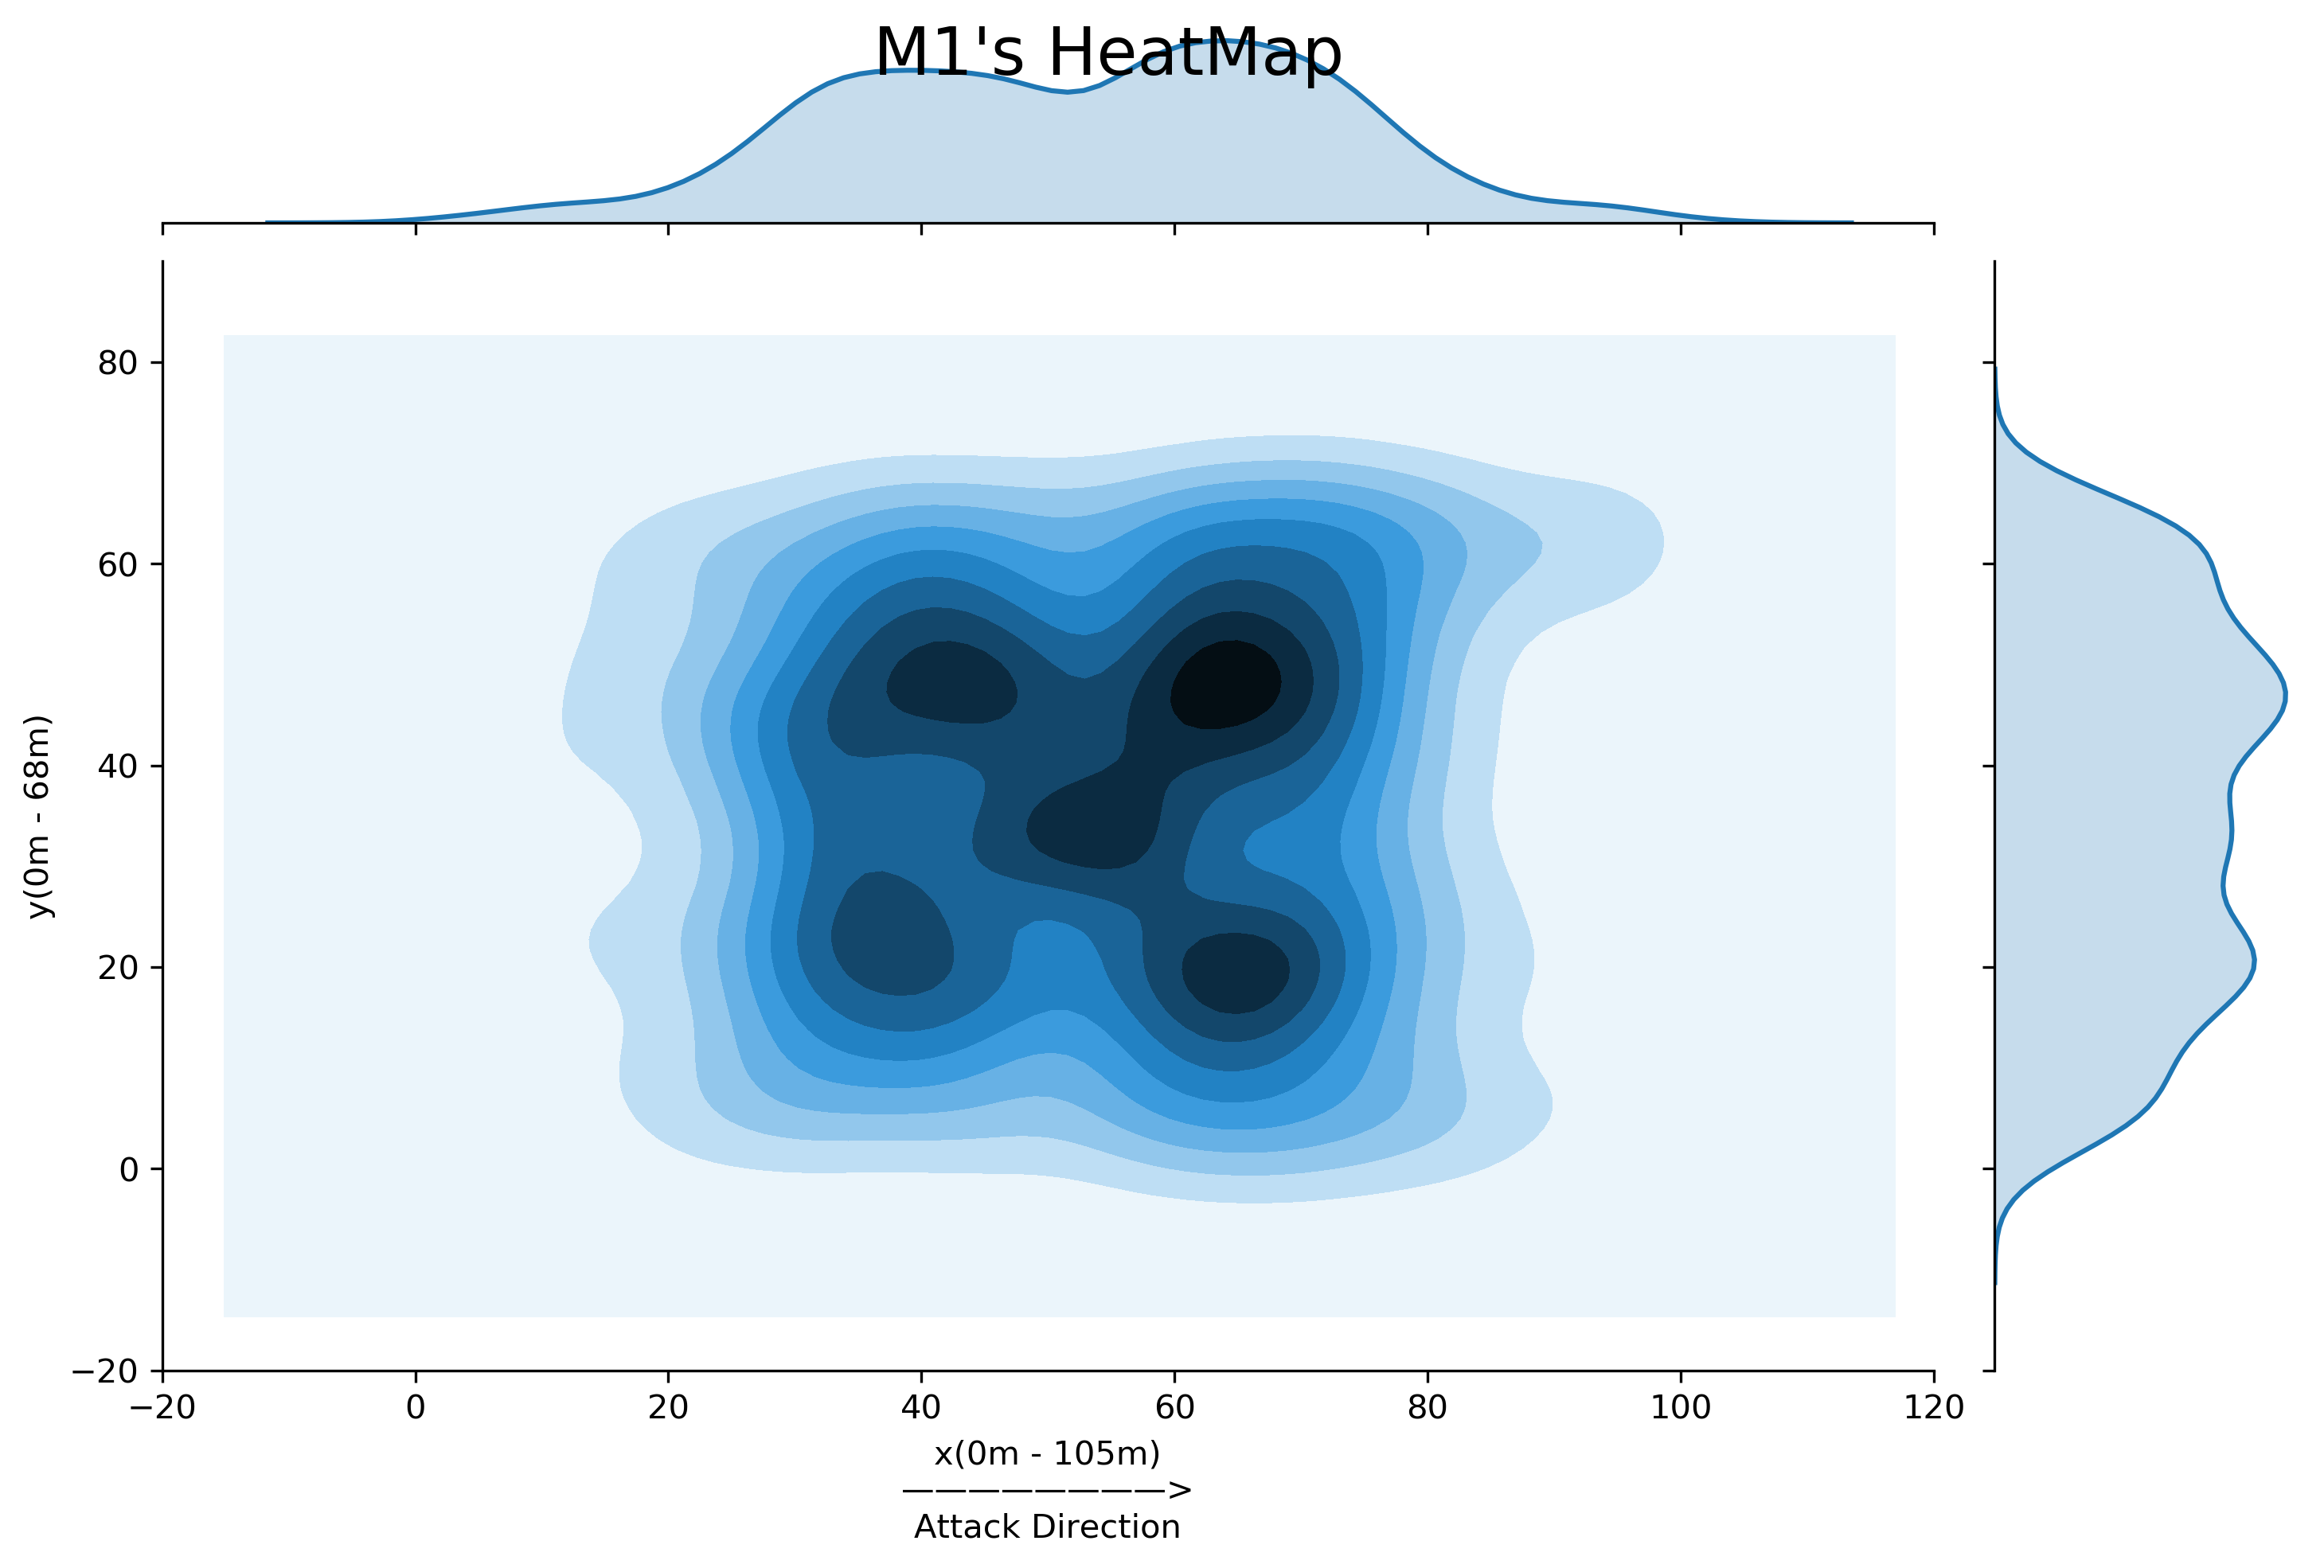 M1's HeatMap
80
60
40
20
0
−20
y(0m - 68m)
−20 0 20 40 60 80 100 120
x(0m - 105m)
————————>
Attack Direction